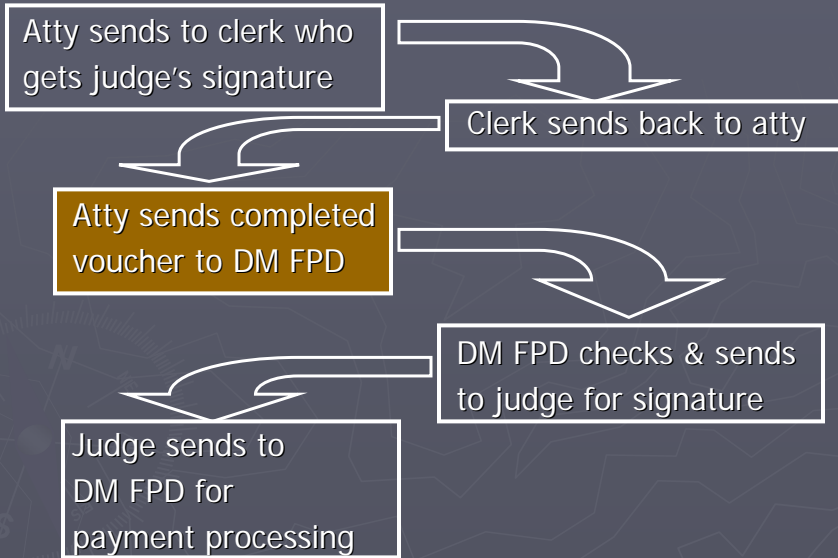 Atty sends to clerk who
gets judge's signature
Clerk sends back to atty
Atty sends completed
voucher to DM FPD
DM FPD checks & sends
to judge for signature
Judge sends to
DM FPD for
payment processing
N
S